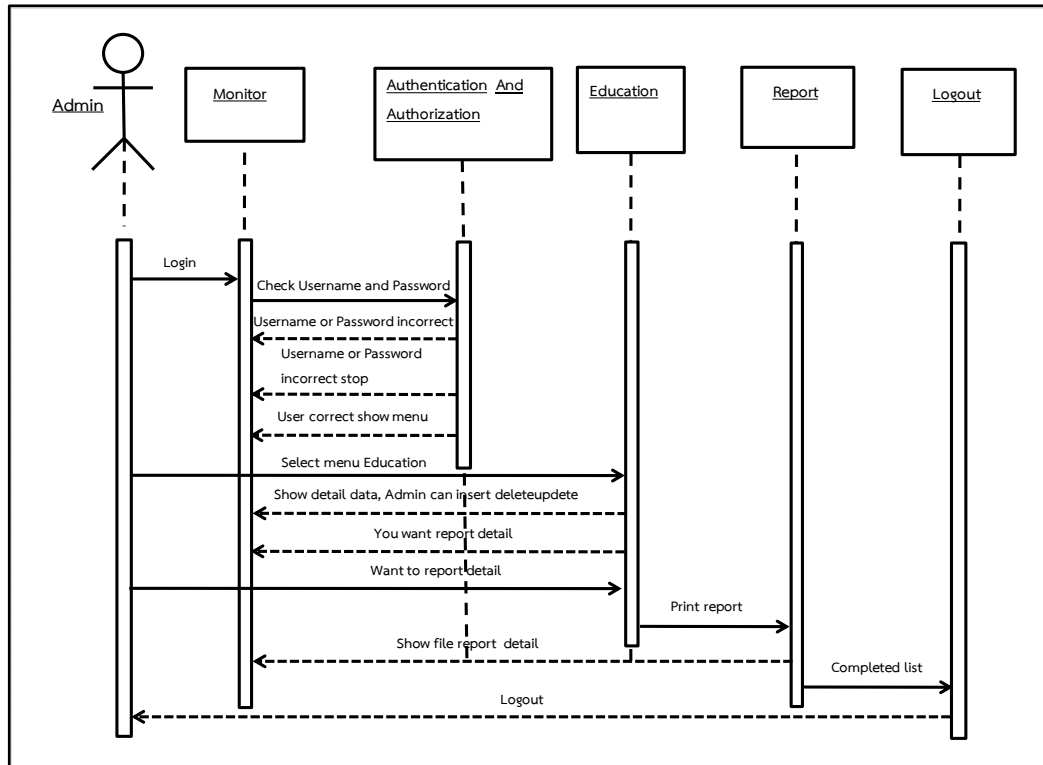 Admin
Monitor
Authentication And
Authorization
Education
Report
Logout
Login
Check Username and Password
Username or Password incorrect
Username or Password
incorrect stop
User correct show menu
Select menu Education
Show detail data, Admin can insert deleteupdete
You want report detail
Want to report detail
Print report
Show file report detail
Completed list
Logout